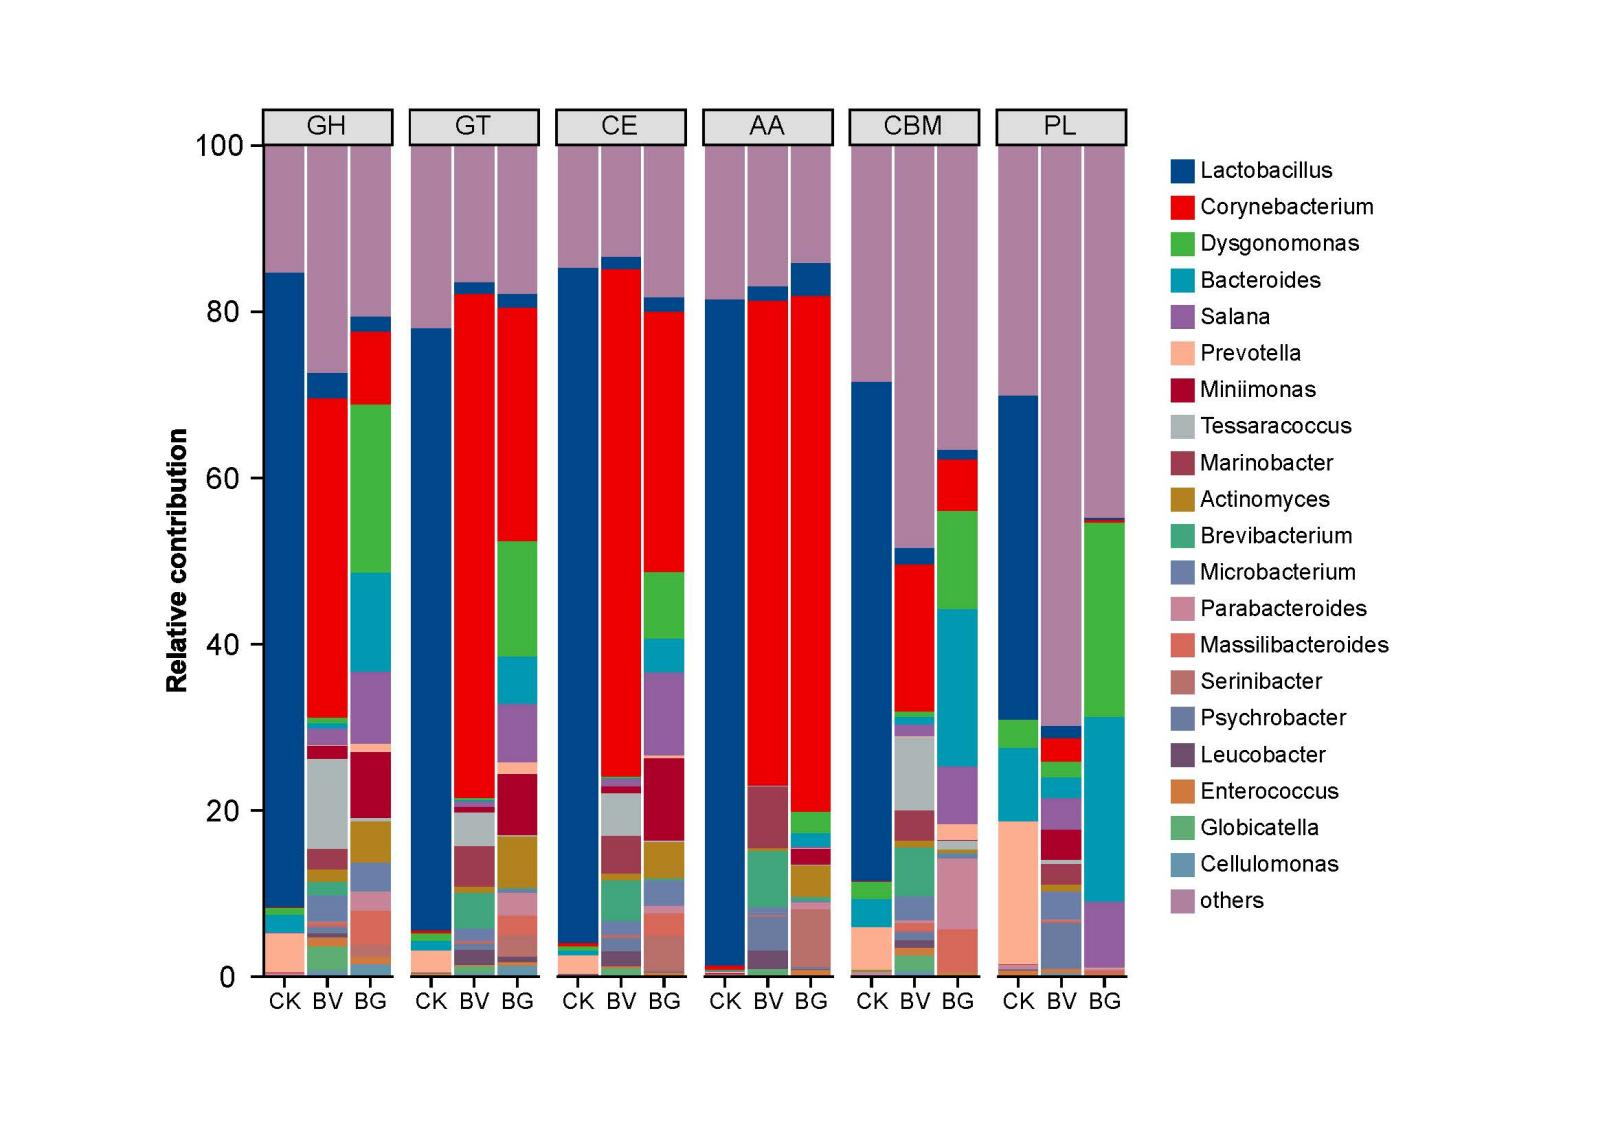 GH GT CE AA CBM PL
100
80
60
40
20
0
Relative contribution
CK BV BG CK BV BG CK BV BG CK BV BG CK BV BG CK BV BG
Lactobacillus
Corynebacterium
Dysgonomonas
Bacteroides
Salana
Prevotella
Miniimonas
Tessaracoccus
Marinobacter
Actinomyces
Brevibacterium
Microbacterium
Parabacteroides
Massilibacteroides
Serinibacter
Psychrobacter
Leucobacter
Enterococcus
Globicatella
Cellulomonas
others